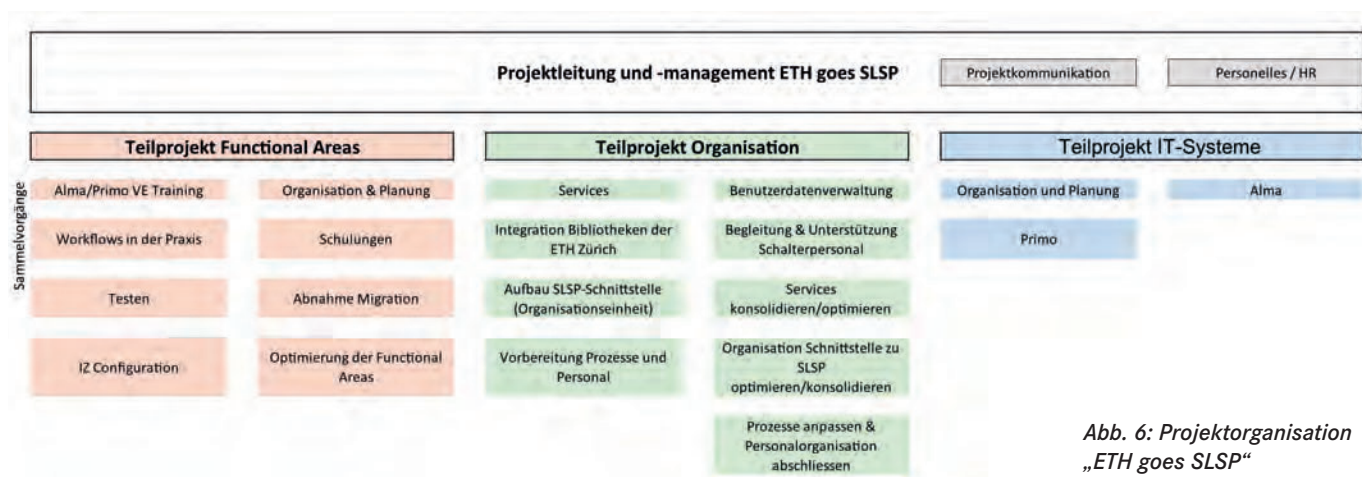 Projektleitung und -management ETH goes SLSP
Projektkommunikation
Personelles / HR
Teilprojekt Functional Areas
Teilprojekt Organisation
Teilprojekt IT-Systeme
Sammelvorgänge
Alma/Primo VE Training
Organisation & Planung
Workflows in der Praxis
Schulungen
Testen
Abnahme Migration
IZ Configuration
Optimierung der Functional
Areas
Services
Benutzerdatenverwaltung
Integration Bibliotheken der
ETH Zürich
Begleitung & Unterstützung
Schalterpersonal
Aufbau SLSP-Schnittstelle
(Organisationseinheit)
Services
konsolidieren/optimieren
Vorbereitung Prozesse und
Personal
Organisation Schnittstelle zu
SLSP
optimieren/konsolidieren
Prozesse anpassen &
Personalorganisation
abschliessen
Organisation und Planung
Alma
Primo
Abb. 6: Projektorganisation
„ETH goes SLSP“